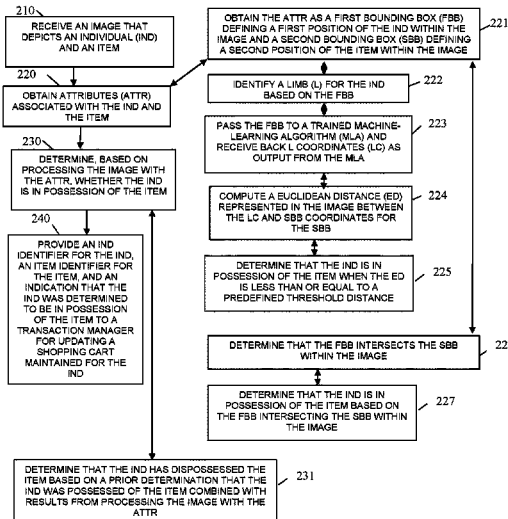 210
RECEIVE AN IMAGE THAT
DEPICTS AN INDIVIDUAL (IND)
AND AN ITEM
220
OBTAIN ATTRIBUTES (ATTR)
ASSOCIATED WITH THE IND AND
THE ITEM
230
DETERMINE, BASED ON
PROCESSING THE IMAGE WITH
THE ATTR, WHETHER THE IND
IS IN POSSESSION OF THE ITEM
240
PROVIDE AN IND
IDENTIFIER FOR THE IND,
AN ITEM IDENTIFIER FOR
THE ITEM, AND AN
INDICATION THAT THE
IND WAS DETERMINED
TO BE IN POSSESSION
OF THE ITEM TO A
TRANSACTION MANAGER
FOR UPDATING A
SHOPPING CART
MAINTAINED FOR THE
IND
OBTAIN THE ATTR AS A FIRST BOUNDING BOX (FBB)
DEFINING A FIRST POSITION OF THE IND WITHIN THE
IMAGE AND A SECOND BOUNDING BOX (SBB) DEFINING
A SECOND POSITION OF THE ITEM WITHIN THE IMAGE
221
IDENTIFY A LIMB (L) FOR THE IND
BASED ON THE FBB
222
PASS THE FBB TO A TRAINED MACHINE-
LEARNING ALGORITHM (MLA) AND
RECEIVE BACK L COORDINATES (LC) AS
OUTPUT FROM THE MLA
223
COMPUTE A EUCLIDEAN DISTANCE (ED)
REPRESENTED IN THE IMAGE BETWEEN
THE LC AND SBB COORDINATES FOR
THE SBB
224
DETERMINE THAT THE IND IS IN
POSSESSION OF THE ITEM WHEN THE ED
IS LESS THAN OR EQUAL TO A
PREDEFINED THRESHOLD DISTANCE
225
DETERMINE THAT THE FBB INTERSECTS THE SBB
WITHIN THE IMAGE
22
DETERMINE THAT THE IND IS IN
POSSESSION OF THE ITEM BASED ON
THE FBB INTERSECTING THE SBB WITHIN
THE IMAGE
227
DETERMINE THAT THE IND HAS DISPOSSESSED THE
ITEM BASED ON A PRIOR DETERMINATION THAT THE
IND WAS POSSESSED OF THE ITEM COMBINED WITH
RESULTS FROM PROCESSING THE IMAGE WITH THE
ATTR
231